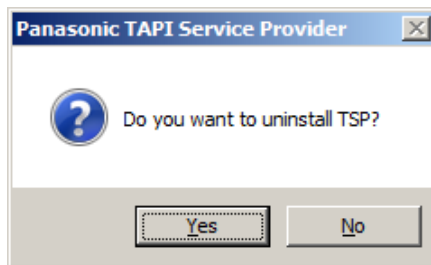 Panasonic TAPI Service Provider
Do you want to uninstall TSP?
Yes
No